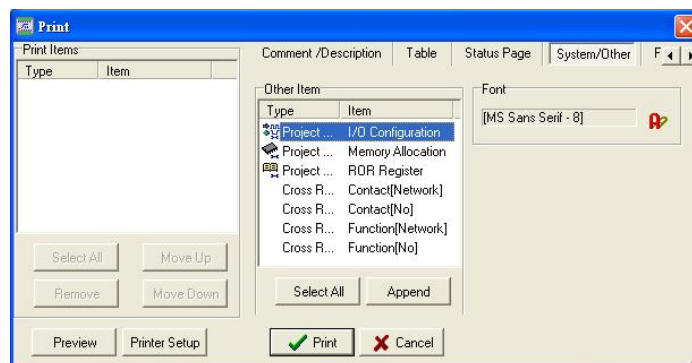 Print
Print Items
Type Item
Select All Move Up
Remove Move Down
Preview Printer Setup
Comment /Description Table Status Page System/Other F
Other Item
Type Item
Project ... I/O Configuration
Project ... Memory Allocation
Project ... ROR Register
Cross R... Contact[Network]
Cross R... Contact[No]
Cross R... Function[Network]
Cross R... Function[No]
Select All Append
Print Cancel
Font
[MS Sans Serif - 8]